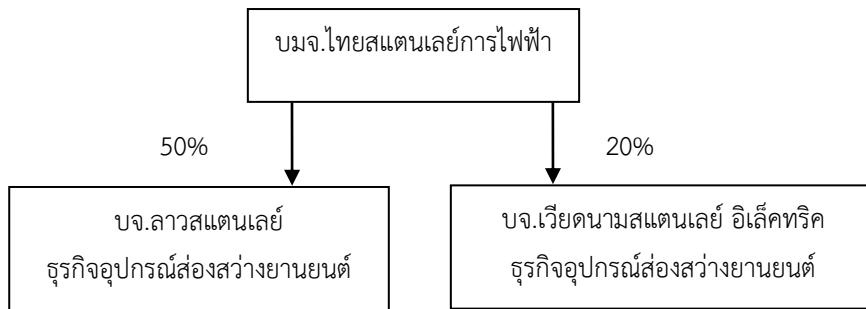 บมจ.ไทยสแตนเลย์การไฟฟ้า
50%
20%
บจ.ลาวสแตนเลย์
ธุรกิจอุปกรณ์ส่องสว่างยานยนต์
บจ.เวียดนามสแตนเลย์ อิเล็คทริค
ธุรกิจอุปกรณ์ส่องสว่างยานยนต์